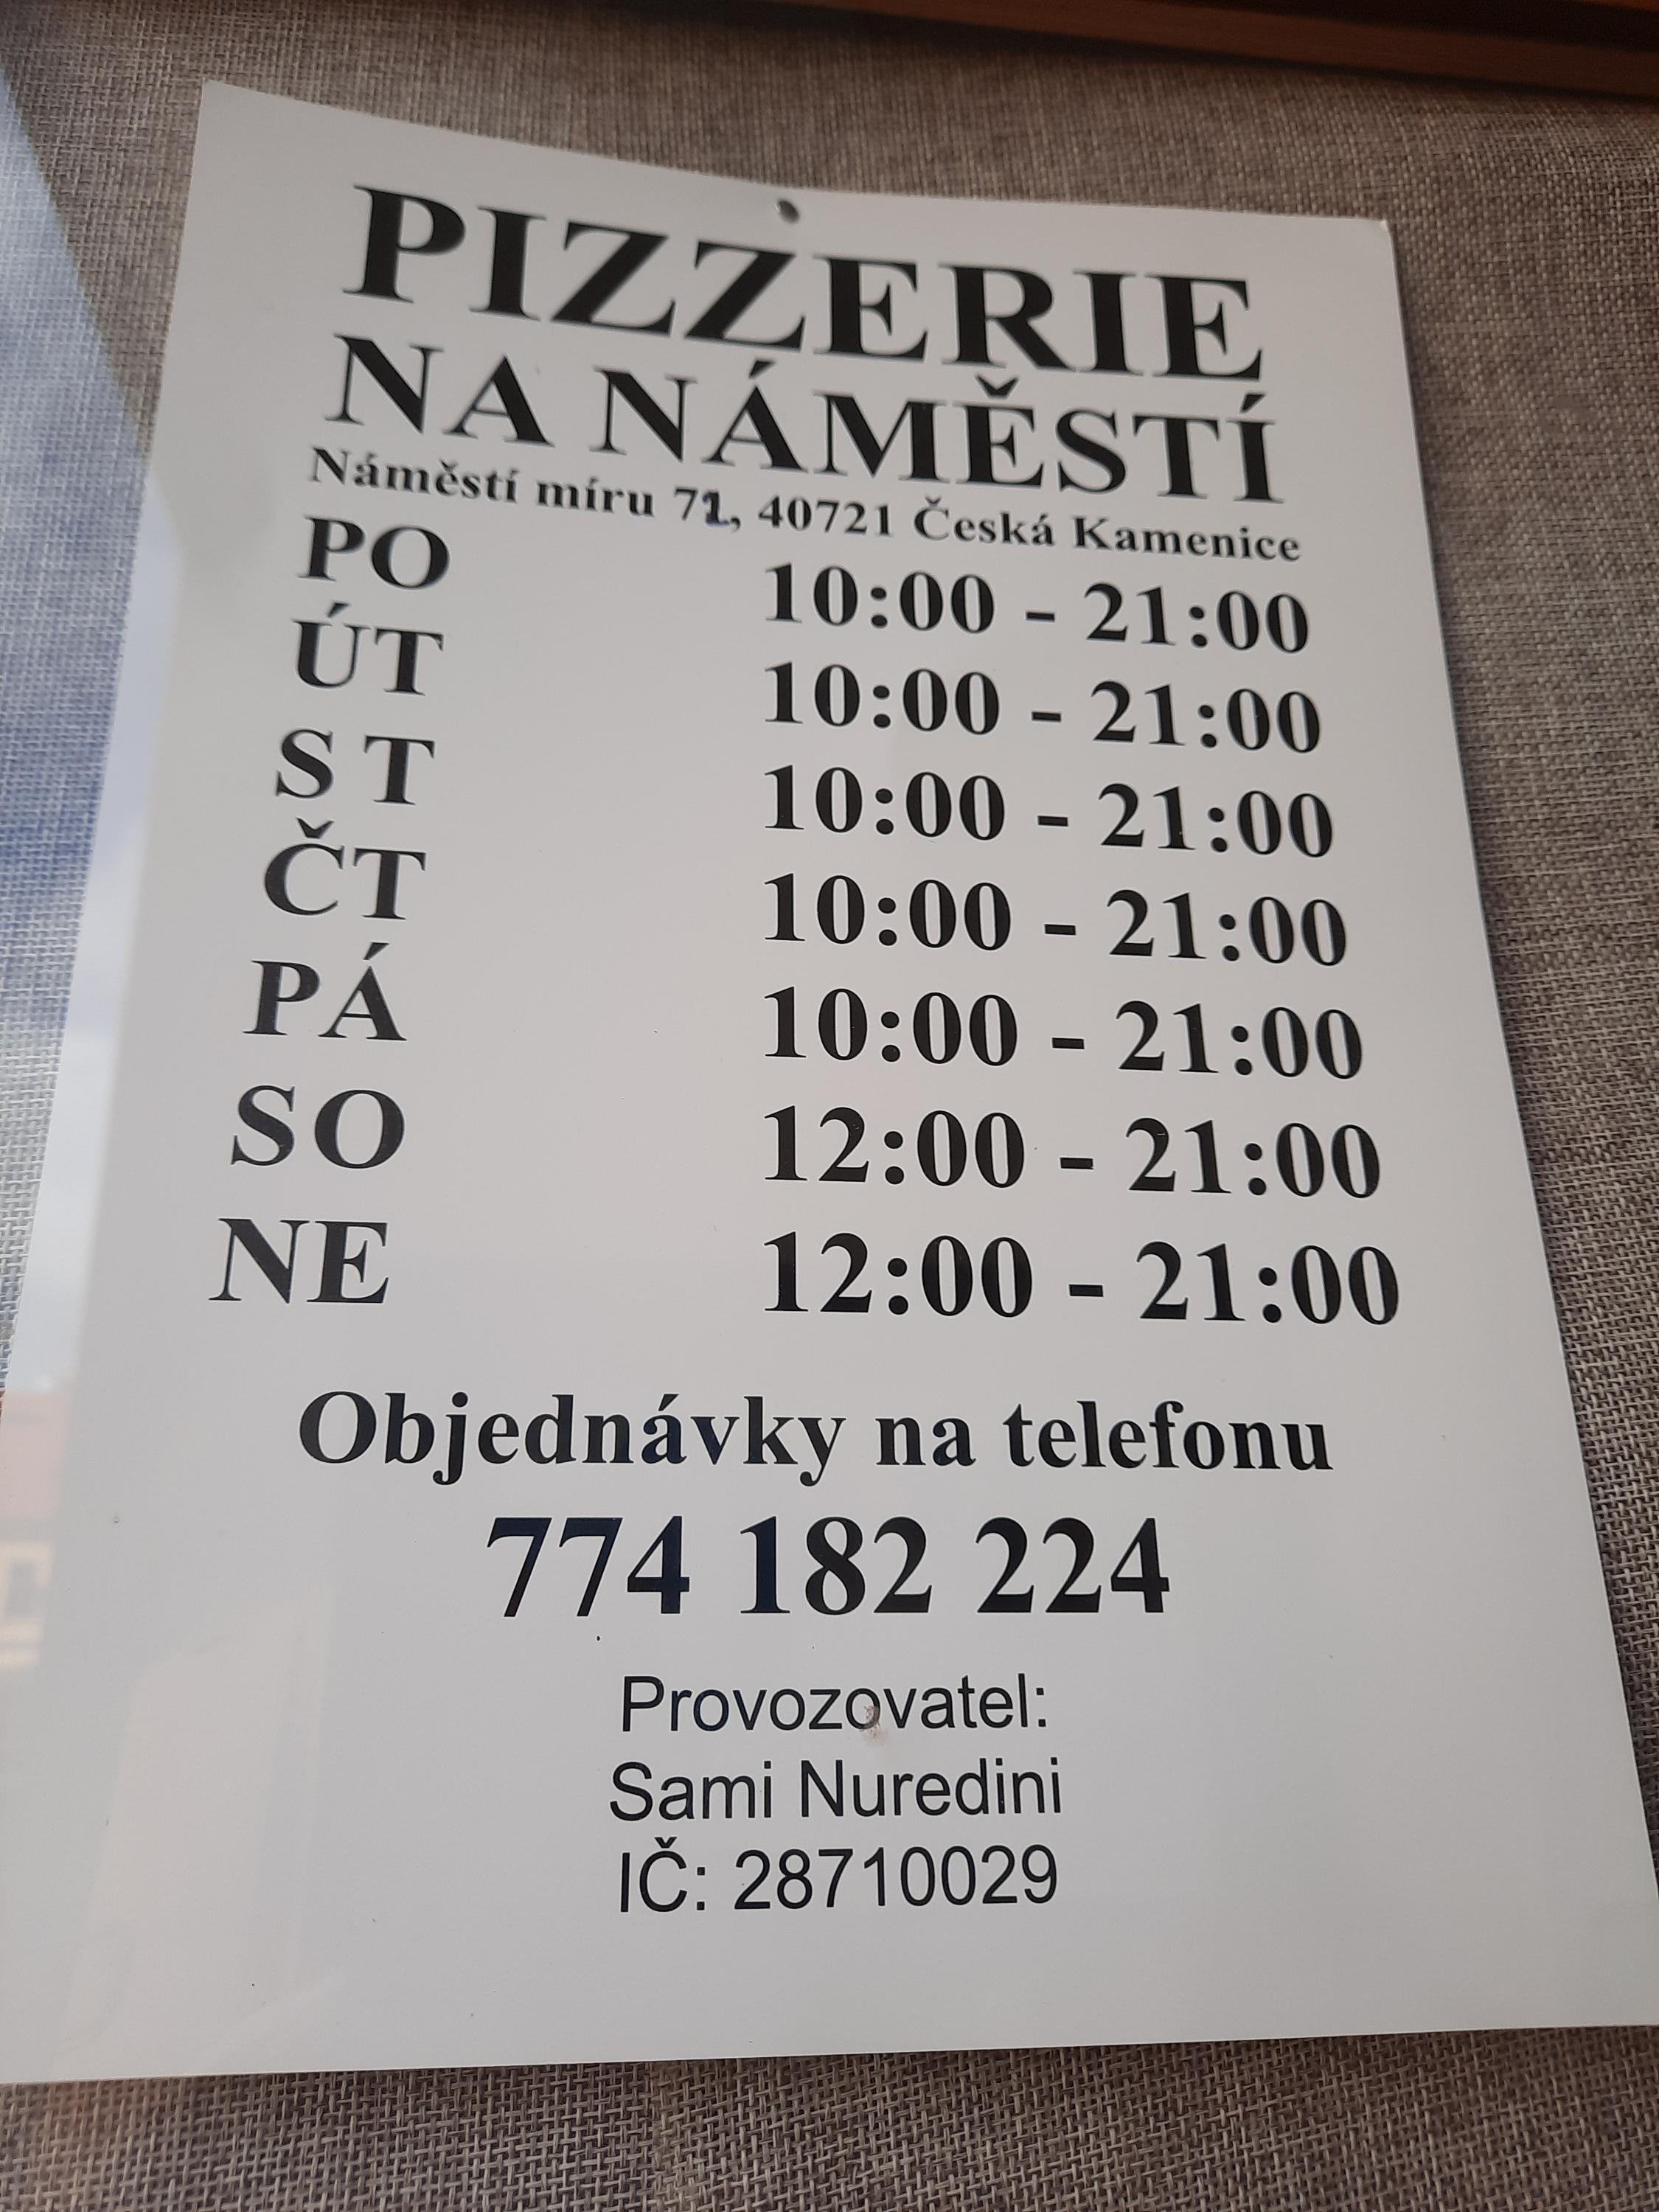 PIZZERIE
NA NÁMĚSTÍ
Náměstí míru 71, 40721 Česká Kamenice
PO 10:00 - 21:00
ÚT 10:00 - 21:00
ST 10:00 - 21:00
ČT 10:00 - 21:00
PÁ 10:00 - 21:00
SO 12:00 - 21:00
NE 12:00 - 21:00
Objednávky na telefonu
774 182 224
Provozovatel:
Sami Nuredini
IČ: 28710029